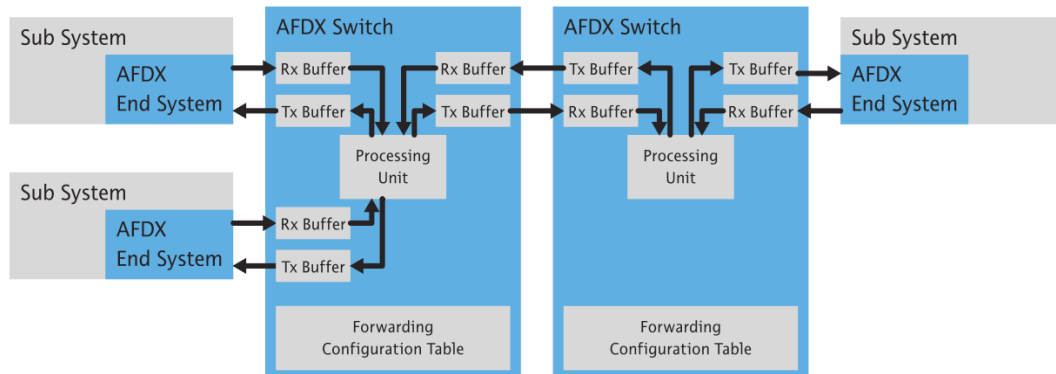 Sub System
AFDX
End System
Sub System
AFDX
End System
AFDX Switch
Rx Buffer
Rx Buffer
Tx Buffer
Tx Buffer
Processing
Unit
Rx Buffer
Tx Buffer
Forwarding
Configuration Table
AFDX Switch
Tx Buffer
Tx Buffer
Rx Buffer
Rx Buffer
Processing
Unit
Forwarding
Configuration Table
Sub System
AFDX
End System